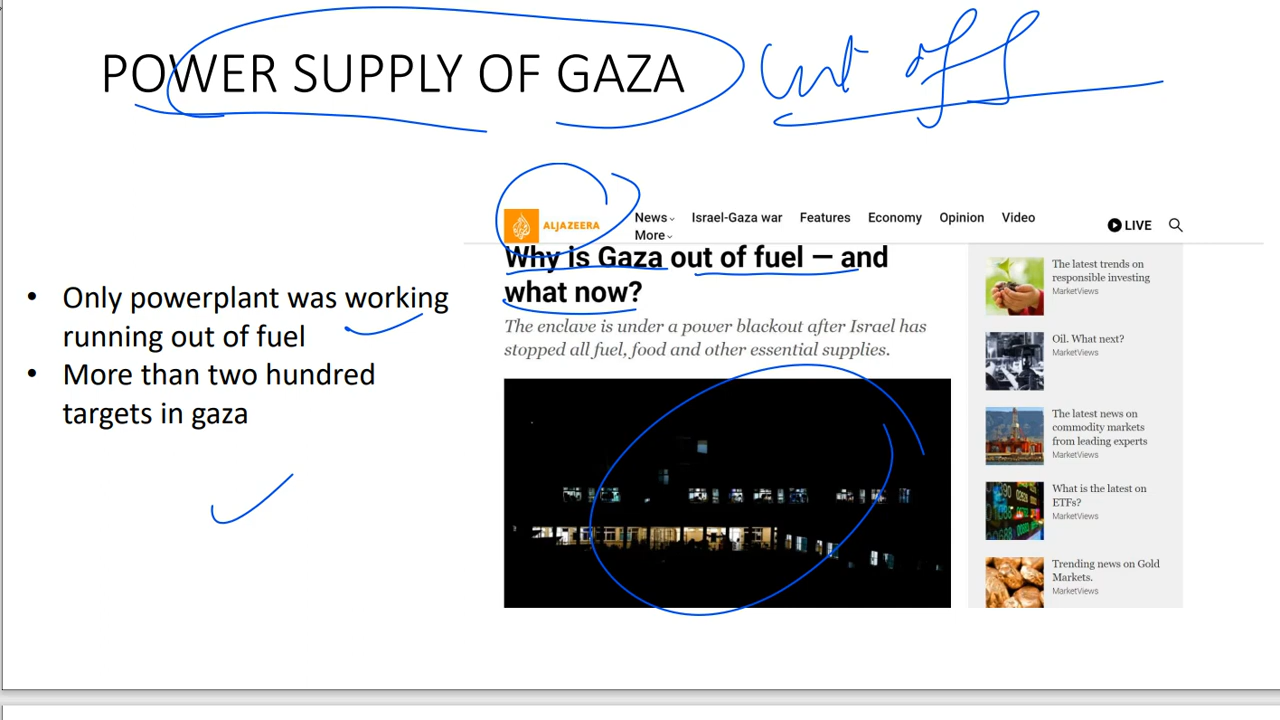 POWER SUPPLY OF GAZA
cut off
ALJAZEERA
News
Israel-Gaza war
Features
Economy
Opinion
Video
More
LIVE
Why is Gaza out of fuel — and
what now?
The enclave is under a power blackout after Israel has
stopped all fuel, food and other essential supplies.
• Only powerplant was working
running out of fuel
• More than two hundred
targets in gaza
The latest trends on
responsible investing
MarketViews
Oil. What next?
MarketViews
The latest news on
commodity markets
from leading experts
MarketViews
What is the latest on
ETFs?
MarketViews
Trending news on Gold
Markets.
MarketViews